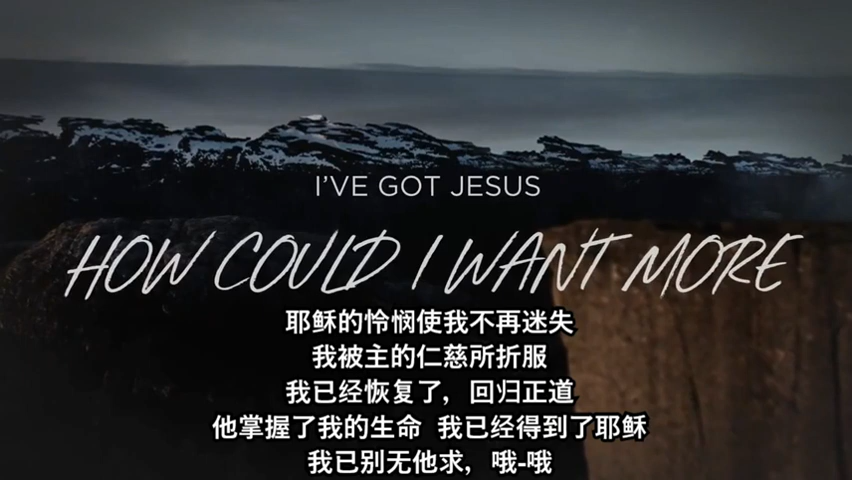 I'VE GOT JESUS
HOW COULD I WANT MORE
耶稣的怜悯使我不再迷失
我被主的仁慈所折服
我已经恢复了，回归正道
他掌握了我的生命 我已经得到了耶稣
我已别无他求，哦-哦